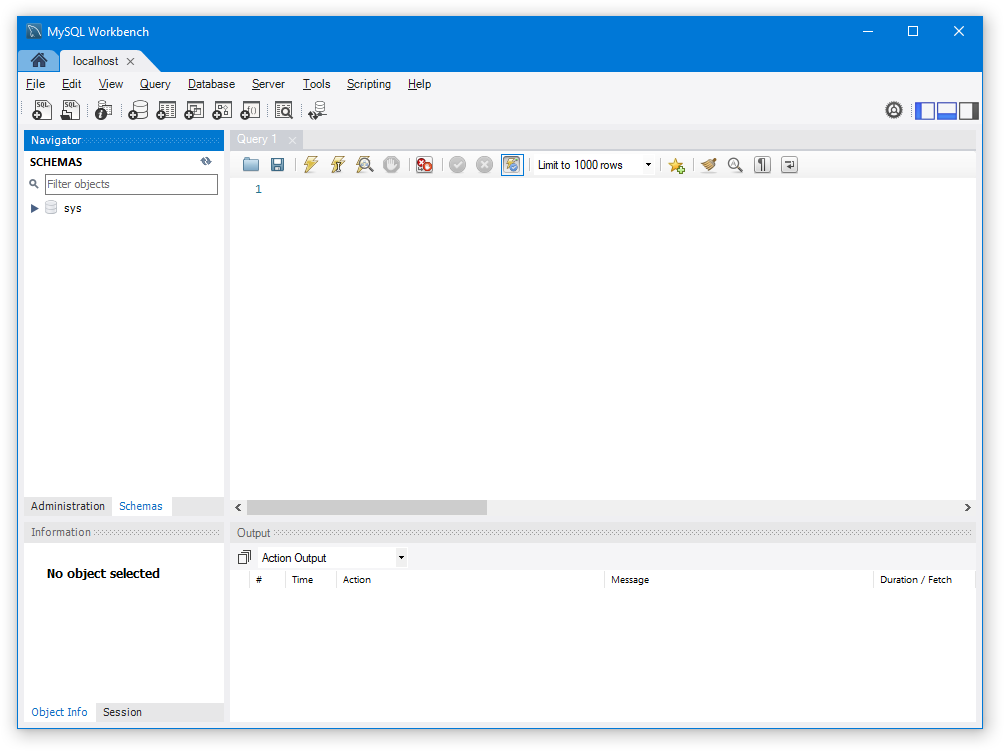 MySQL Workbench
localhost
File Edit View Query Database Server Tools Scripting Help
SQL SQL
Navigator
SCHEMAS
Filter objects
sys
Administration Schemas
Information
No object selected
Object Info Session
Query 1
Limit to 1000 rows
1
Output
Action Output
# Time Action Message Duration / Fetch